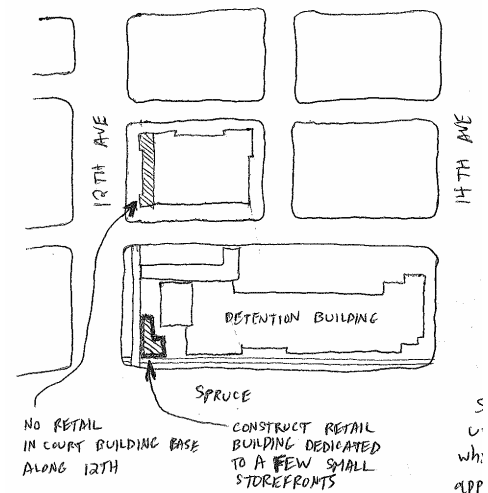 12TH AVE
14TH AVE
DETENTION BUILDING
SPRUCE
NO RETAIL
IN COURT BUILDING BASE
ALONG 12TH
CONSTRUCT RETAIL
BUILDING DEDICATED
TO A FEW SMALL
STOREFRONTS